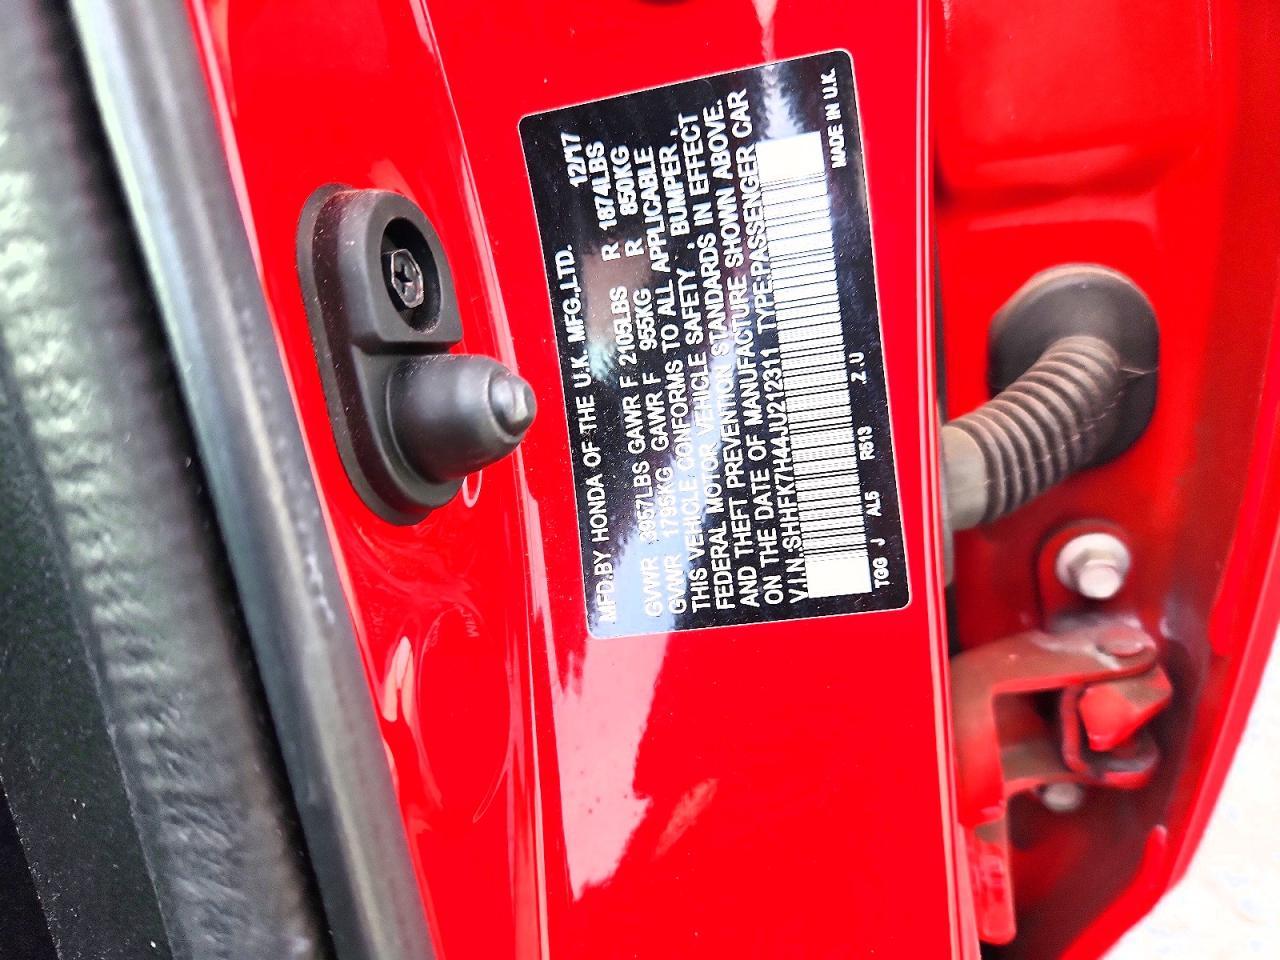 MFD.BY HONDA OF THE U.K. MFG.,LTD. 12/17
GVWR 3957LBS GAWR F 2105LBS R 1874LBS
GVWR 1795KG GAWR F 955KG R 850KG
THIS VEHICLE CONFORMS TO ALL APPLICABLE
FEDERAL MOTOR VEHICLE SAFETY , BUMPER ,
AND THEFT PREVENTION STANDARDS IN EFFECT
ON THE DATE OF MANUFACTURE SHOWN ABOVE.
V.I.N:SHHFK7H44JU212311 TYPE:PASSENGER CAR
TGG J AL5 R513 Z U MADE IN U.K.